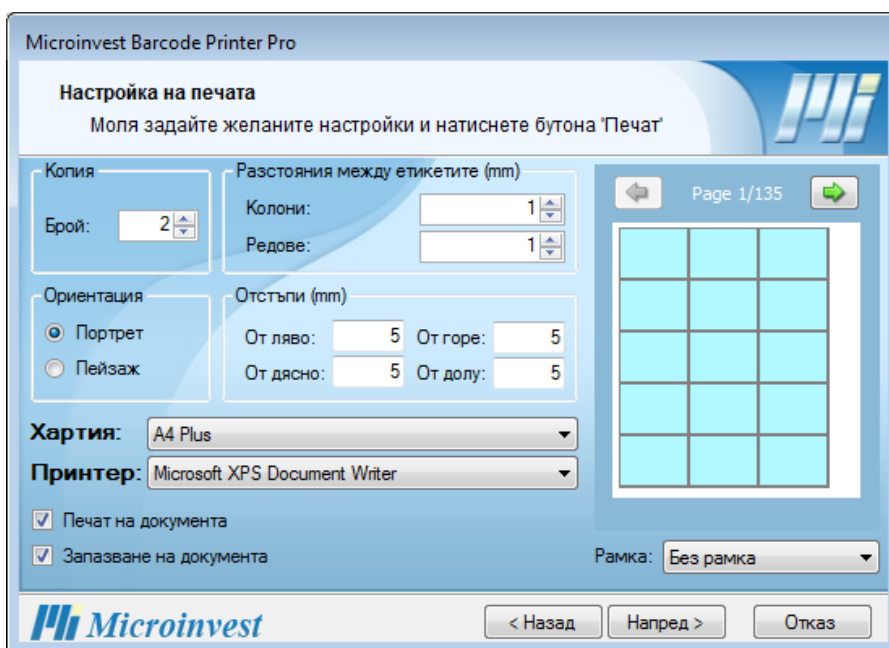 Microinvest Barcode Printer Pro
Настройка на печата
Моля задайте желаните настройки и натиснете бутона 'Печат'
Копия
Брой: 2
Разстояния между етикетите (mm)
Колони: 1
Редове: 1
Page 1/135
Ориентация
Портрет
Пейзаж
Отстъпи (mm)
От ляво: 5 От горе: 5
От дясно: 5 От долу: 5
Хартия: A4 Plus
Принтер: Microsoft XPS Document Writer
Печат на документа
Запазване на документа
Рамка: Без рамка
Microinvest
< Назад Напред > Отказ